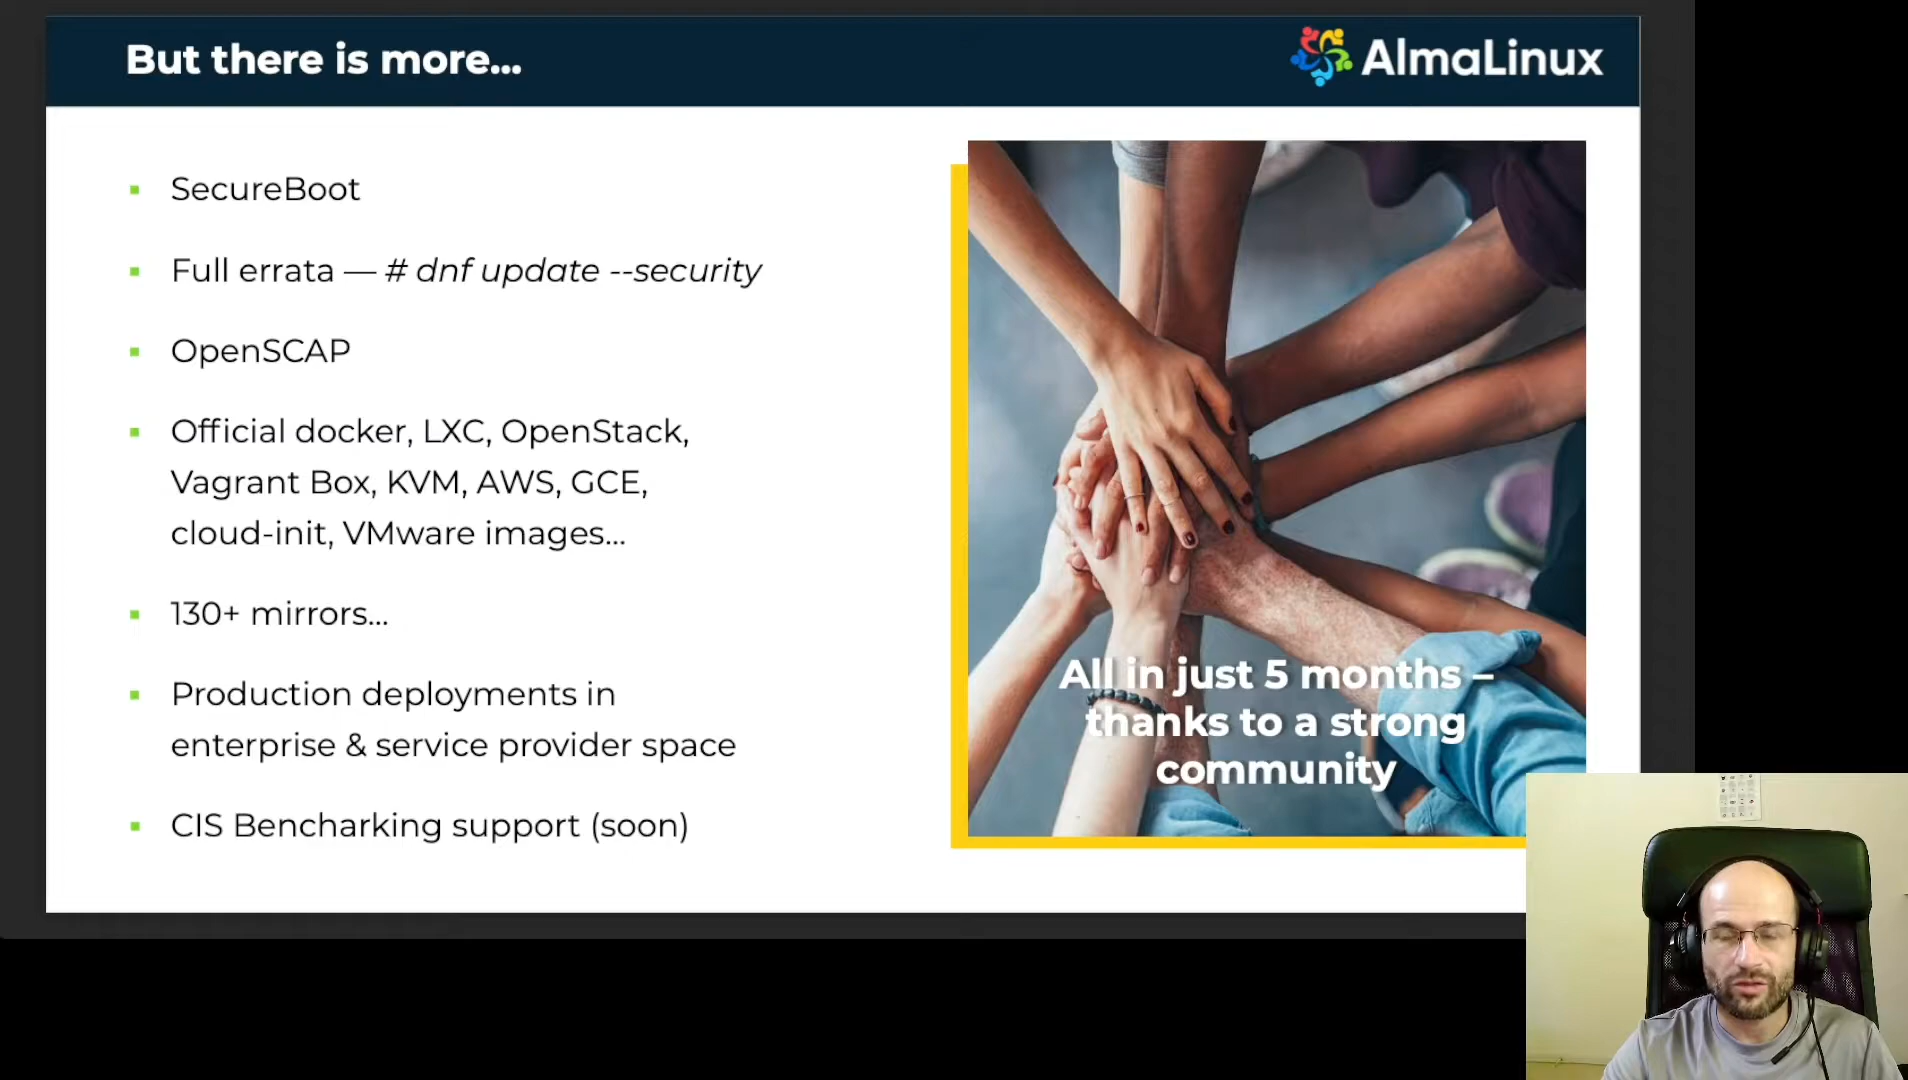 But there is more...
AlmaLinux
SecureBoot
Full errata — # dnf update --security
OpenSCAP
Official docker, LXC, OpenStack,
Vagrant Box, KVM, AWS, GCE,
cloud-init, VMware images...
130+ mirrors...
Production deployments in
enterprise & service provider space
CIS Bencharking support (soon)
All in just 5 months –
thanks to a strong
community